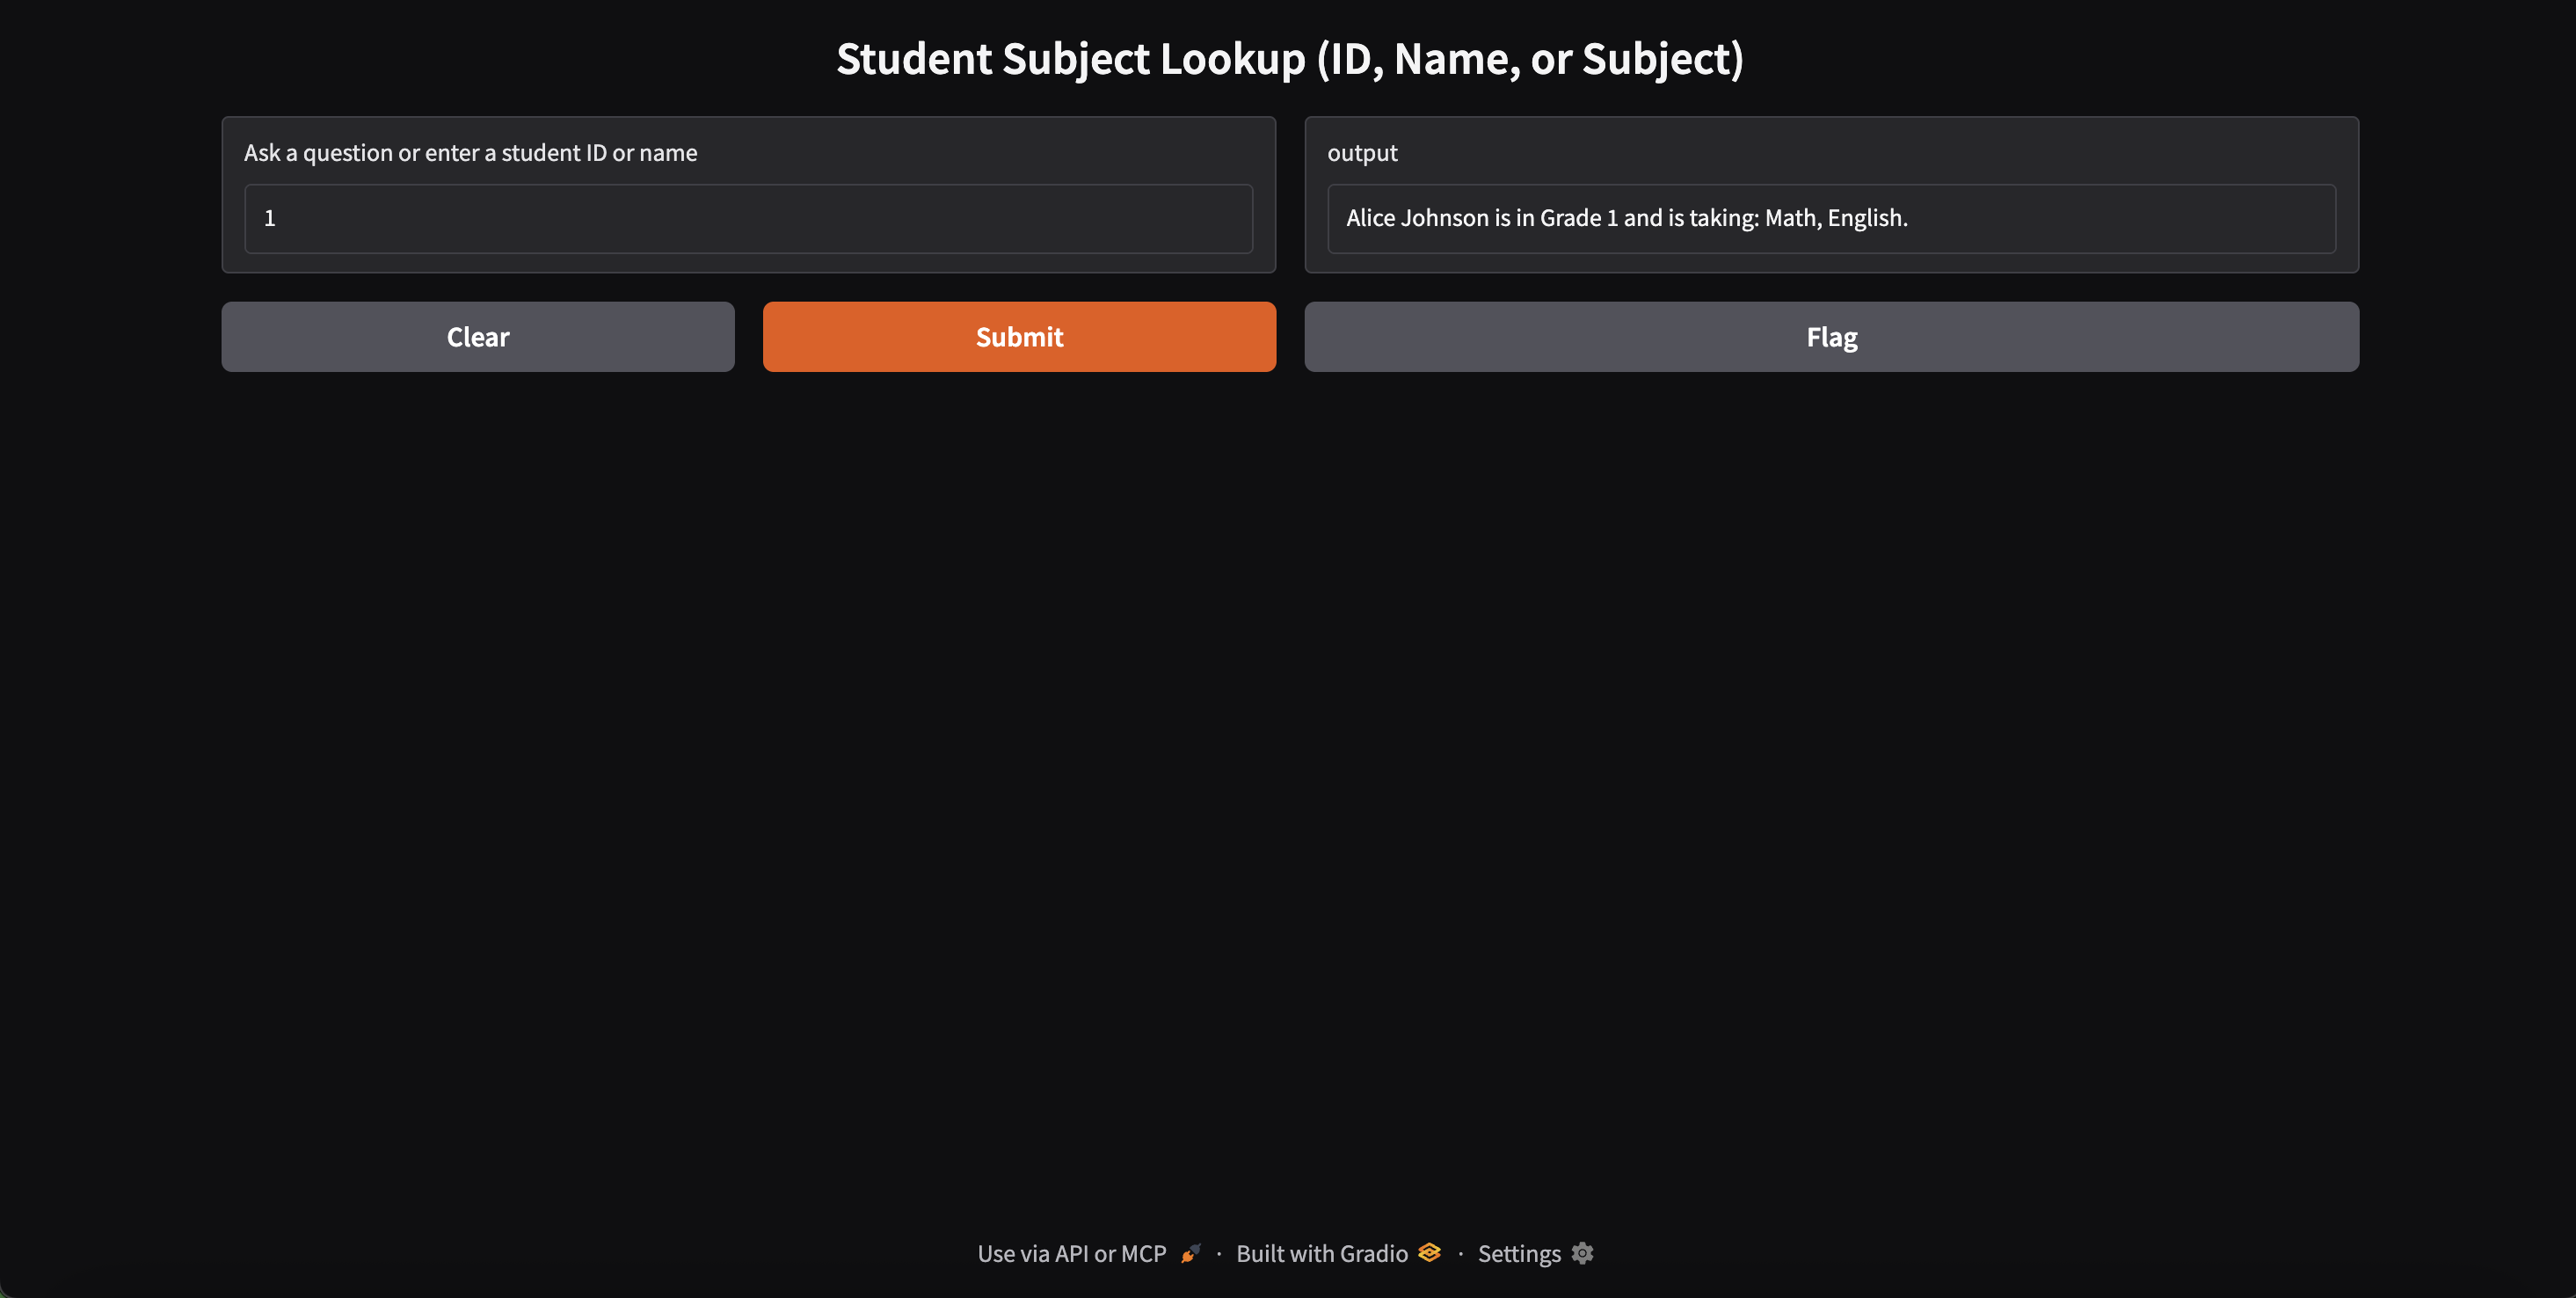 Student Subject Lookup (ID, Name, or Subject)
Ask a question or enter a student ID or name
1
output
Alice Johnson is in Grade 1 and is taking: Math, English.
Clear
Submit
Flag
Use via API or MCP · Built with Gradio · Settings